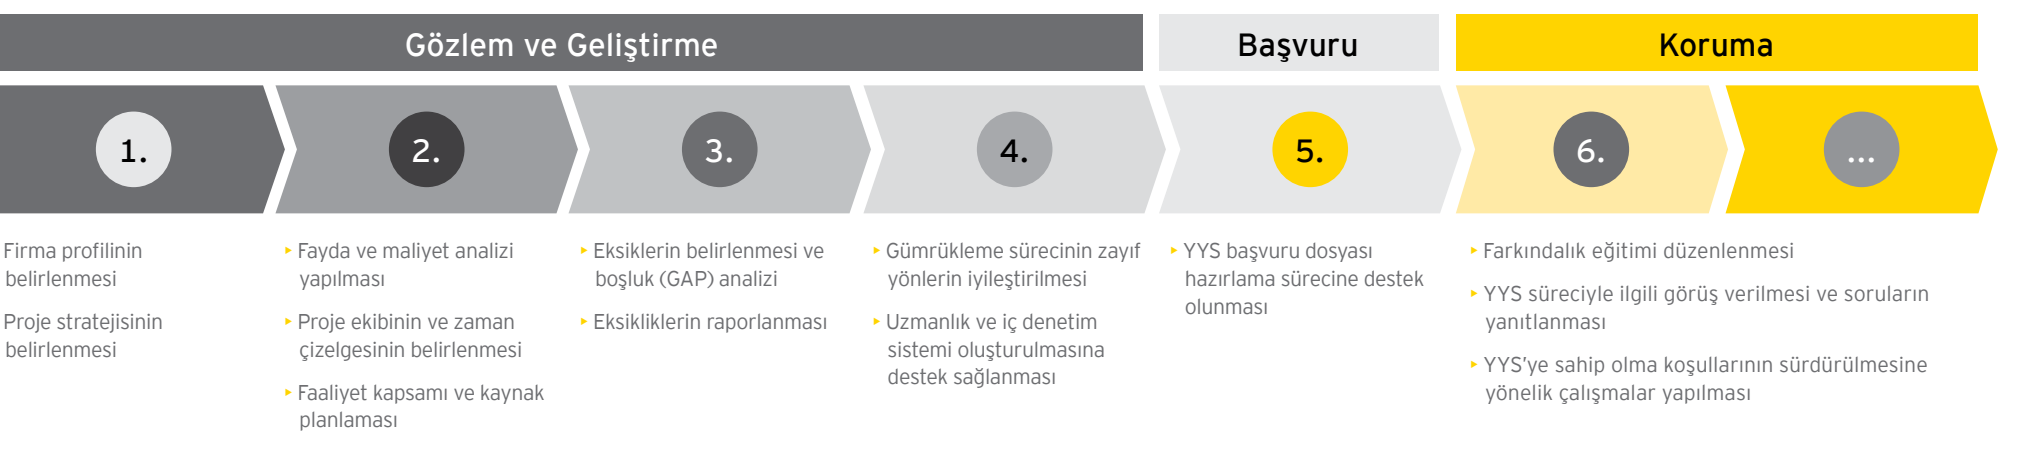 Gözlem ve Geliştirme
Başvuru
Koruma
1.
2.
3.
4.
5.
6.
...
Firma profilinin
belirlenmesi
Proje stratejisinin
belirlenmesi
‣ Fayda ve maliyet analizi
yapılması
‣ Proje ekibinin ve zaman
çizelgesinin belirlenmesi
‣ Faaliyet kapsamı ve kaynak
planlaması
‣ Eksiklerin belirlenmesi ve
boşluk (GAP) analizi
‣ Eksikliklerin raporlanması
‣ Gümrükleme sürecinin zayıf
yönlerin iyileştirilmesi
‣ Uzmanlık ve iç denetim
sistemi oluşturulmasına
destek sağlanması
‣ YYS başvuru dosyası
hazırlama sürecine destek
olunması
‣ Farkındalık eğitimi düzenlenmesi
‣ YYS süreciyle ilgili görüş verilmesi ve soruların
yanıtlanması
‣ YYS'ye sahip olma koşullarının sürdürülmesine
yönelik çalışmalar yapılması